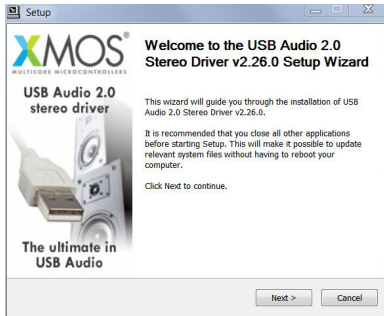 Setup
XMOS®
MULTICORE MICROCONTROLLERS
USB Audio 2.0
stereo driver
The ultimate in
USB Audio
Welcome to the USB Audio 2.0
Stereo Driver v2.26.0 Setup Wizard
This wizard will guide you through the installation of USB
Audio 2.0 Stereo Driver v2.26.0.
It is recommended that you close all other applications
before starting Setup. This will make it possible to update
relevant system files without having to reboot your
computer.
Click Next to continue.
Next >
Cancel